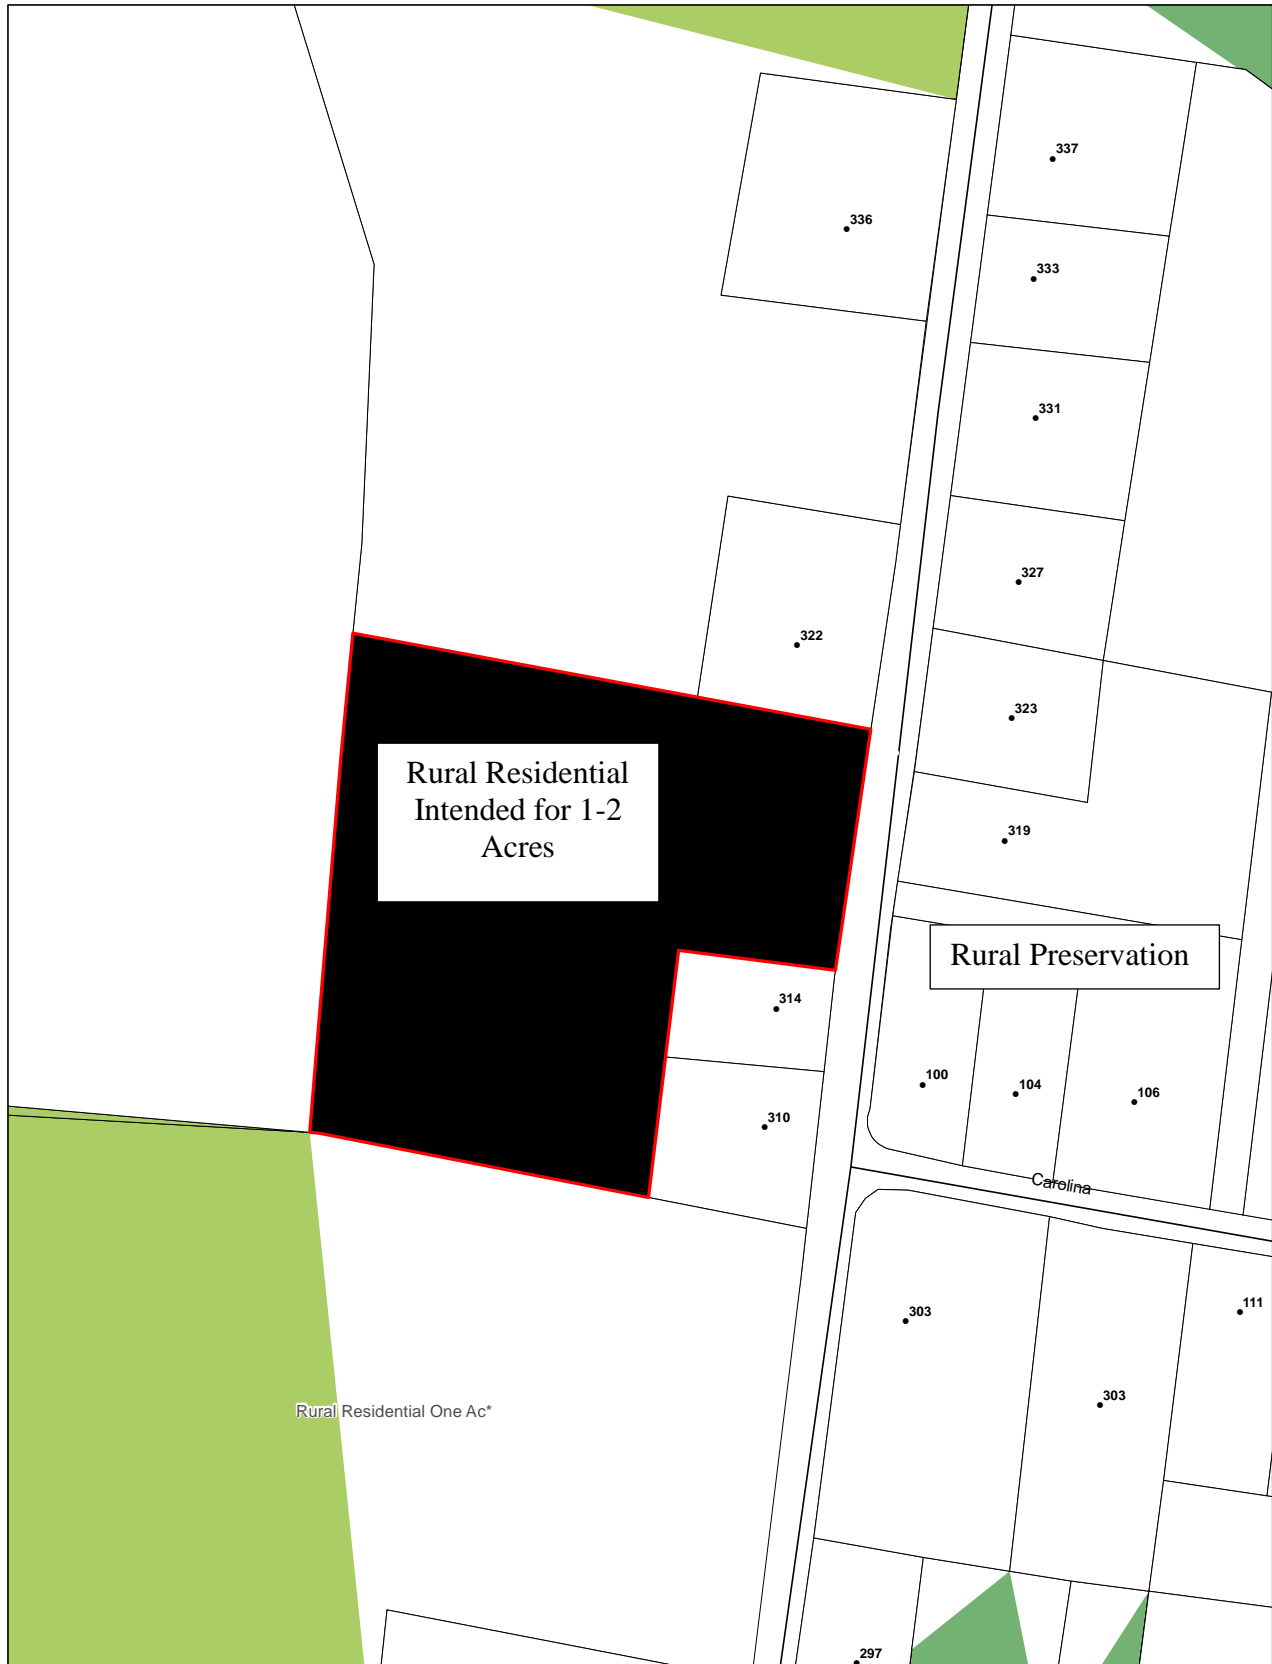 337
336
333
331
327
322
323
Rural Residential
Intended for 1-2
Acres
319
Rural Preservation
314
100
104
106
310
Carolina
303
111
303
Rural Residential One Ac*
297